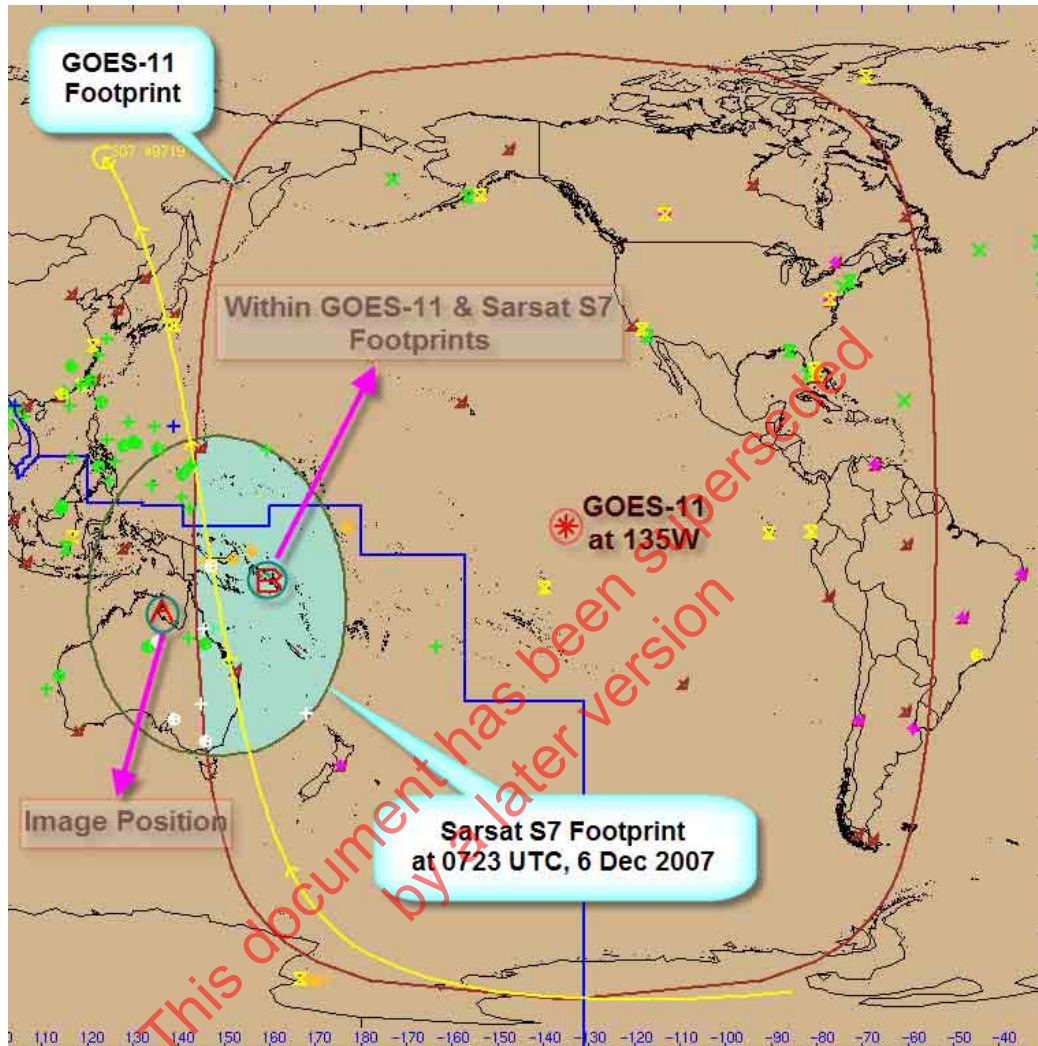 GOES-11
Footprint
S07 49719
Within GOES-11 & Sarsat S7
Footprints
GOES-11
at 135W
B
A
Image Position
Sarsat S7 Footprint
at 0723 UTC, 6 Dec 2007
This document has been superseded
by a later version
110 120 130 140 150 160 170 180 -170 -160 -150 -140 -130 -120 -110 -100 -90 -80 -70 -60 -50 -40